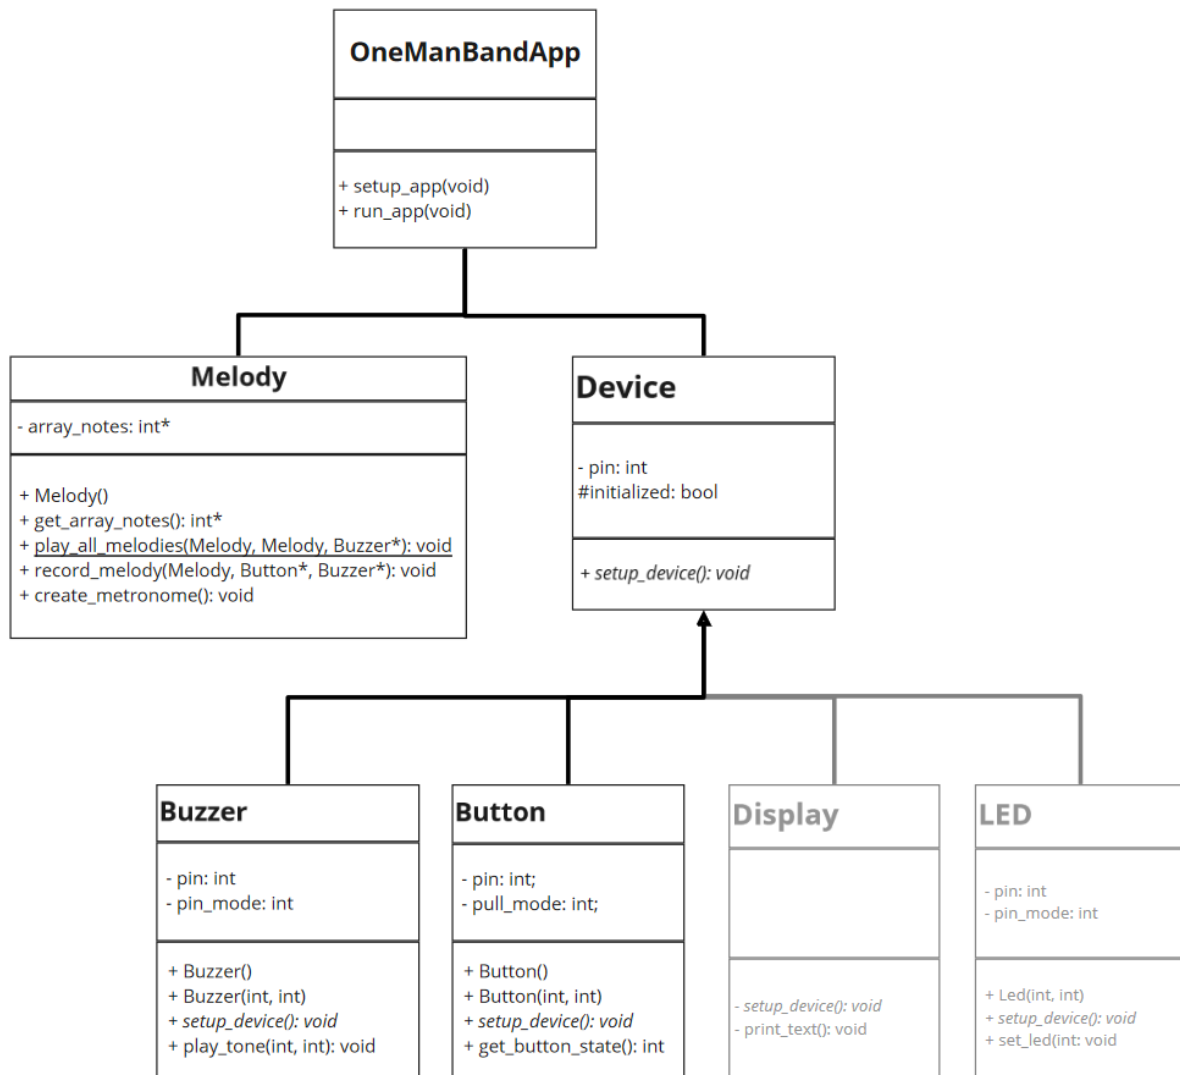 OneManBandApp
+ setup_app(void)
+ run_app(void)
Melody
- array_notes: int*
+ Melody()
+ get_array_notes(): int*
+ play_all_melodies(Melody, Melody, Buzzer*): void
+ record_melody(Melody, Button*, Buzzer*): void
+ create_metronome(): void
Device
- pin: int
#initialized: bool
+ setup_device(): void
Buzzer
- pin: int
- pin_mode: int
+ Buzzer()
+ Buzzer(int, int)
+ setup_device(): void
+ play_tone(int, int): void
Button
- pin: int;
- pull_mode: int;
+ Button()
+ Button(int, int)
+ setup_device(): void
+ get_button_state(): int
Display
- setup_device(): void
- print_text(): void
LED
- pin: int
- pin_mode: int
+ Led(int, int)
+ setup_device(): void
+ set_led(int: void